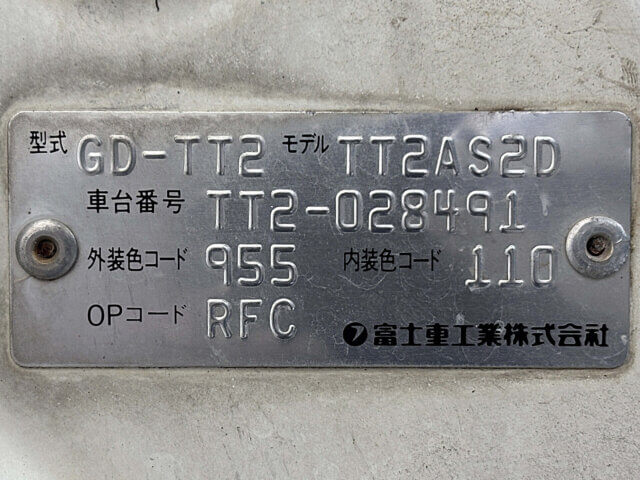 型式 GD-TT2 モデル TT2AS2D
車台番号 TT2-028491
外装色コード 955 内装色コード 110
OPコード RFC
富士重工業株式会社